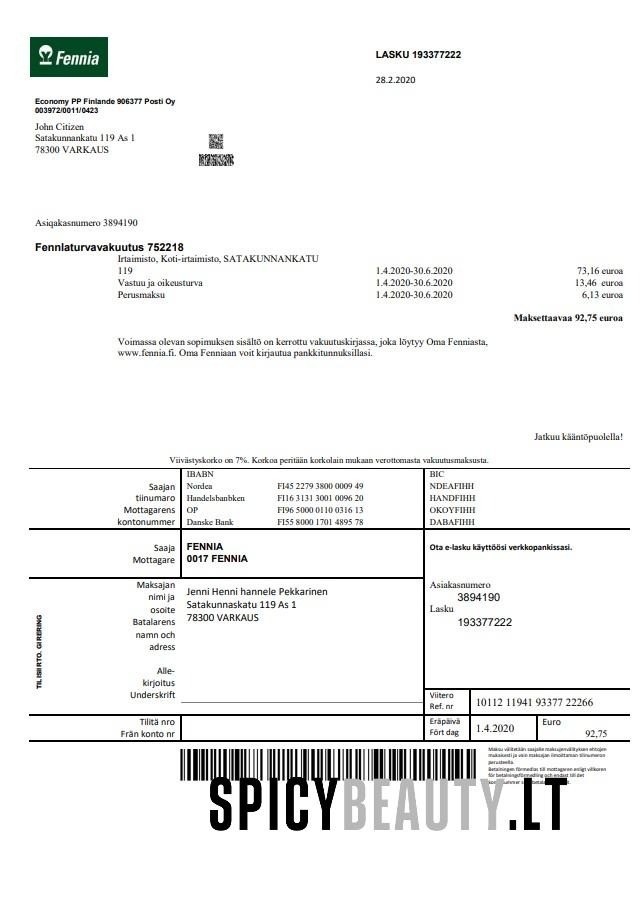 Fennia
LASKU 193377222
28.2.2020
Economy PP Finlande 906377 Posti Oy
003972/0011/0423
John Citizen
Satakunnankatu 119 As 1
78300 VARKAUS
Asiqakasnumero 3894190
Fennlaturvavakuutus 752218
Irtaimisto, Koti-irtaimisto, SATAKUNNANKATU
119 1.4.2020-30.6.2020 73,16 euroa
Vastuu ja oikeusturva 1.4.2020-30.6.2020 13,46 euroa
Perusmaksu 1.4.2020-30.6.2020 6,13 euroa
Maksettaavaa 92,75 euroa
Voimassa olevan sopimuksen sisältö on kerrottu vakuutuskirjassa, joka löytyy Oma Fenniasta,
www.fennia.fi. Oma Fenniaan voit kirjautua pankkitunnuksillasi.
Jatkuu kääntöpuolella!
Viivästyskorko on 7%. Korkoa peritään korkolain mukaan verottomasta vakuutusmaksusta.
IBABN BIC
Saajan Nordea FI45 2279 3800 0009 49 NDEAFIHH
tiinumaro Handelsbanbken FI16 3131 3001 0096 20 HANDFIHH
Mottagarens OP FI96 5000 0110 0316 13 OKOYFIHH
kontonummer Danske Bank FI55 8000 1701 4895 78 DABAFIHH
Saaja
Mottagare
FENNIA
0017 FENNIA
Ota e-lasku käyttöösi verkkopankissasi.
Maksajan
nimi ja
osoite
Batalarens
namn och
adress
Jenni Henni hannele Pekkarinen
Satakunnaskatu 119 As 1
78300 VARKAUS
Asiakasnumero
3894190
Lasku
193377222
TILISIIRTO. GIRERING
Alle-
kirjoitus
Underskrift
Viitero
Ref. nr
10112 11941 93377 22266
Tilitä nro
Från konto nr
Eräpäivä
Fört dag
1.4.2020
Euro
92,75
Maksu välitetään saajalle maksujenvälityksen ehtojen
mukaisesti ja vain maksajan ilmoittaman tilinumeron
perusteella.
Betalningen förmedlas till mottagaren enligt villkoren
för betalningsförmedling och endast till det
SPICYBEAUTY.LT